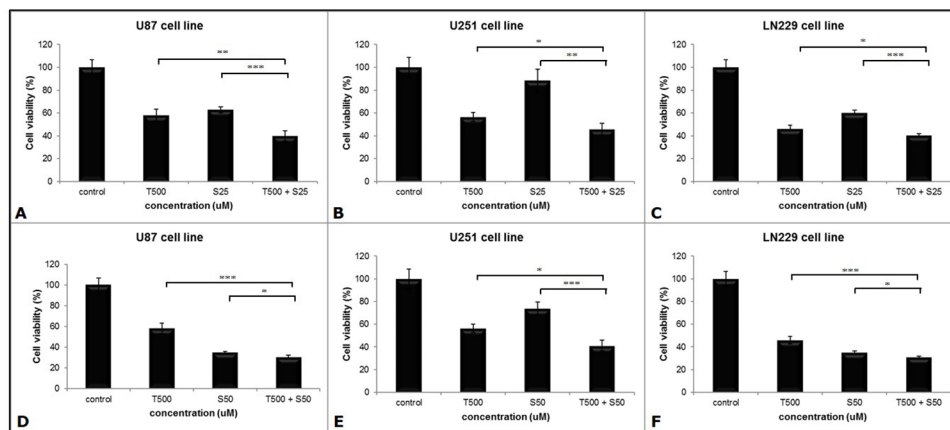 U87 cell line
120
100
80
60
40
20
0
Cell viability (%)
**
***
control T500 S25 T500 + S25
concentration (uM)
A
U251 cell line
120
100
80
60
40
20
0
Cell viability (%)
*
**
control T500 S25 T500 + S25
concentration (uM)
B
LN229 cell line
120
100
80
60
40
20
0
Cell viability (%)
*
***
control T500 S25 T500 + S25
concentration (uM)
C
U87 cell line
120
100
80
60
40
20
0
Cell viability (%)
***
*
control T500 S50 T500 + S50
concentration (uM)
D
U251 cell line
120
100
80
60
40
20
0
Cell viability (%)
*
***
control T500 S50 T500 + S50
concentration (uM)
E
LN229 cell line
120
100
80
60
40
20
0
Cell viability (%)
***
*
control T500 S50 T500 + S50
concentration (uM)
F